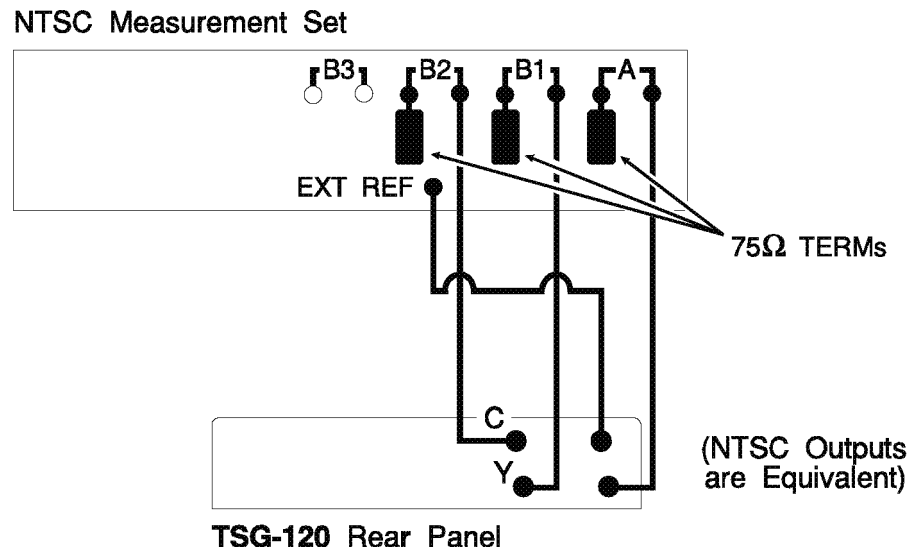 NTSC Measurement Set
B3 B2 B1 A
EXT REF
75Ω TERMs
C
Y
(NTSC Outputs
are Equivalent)
TSG-120 Rear Panel